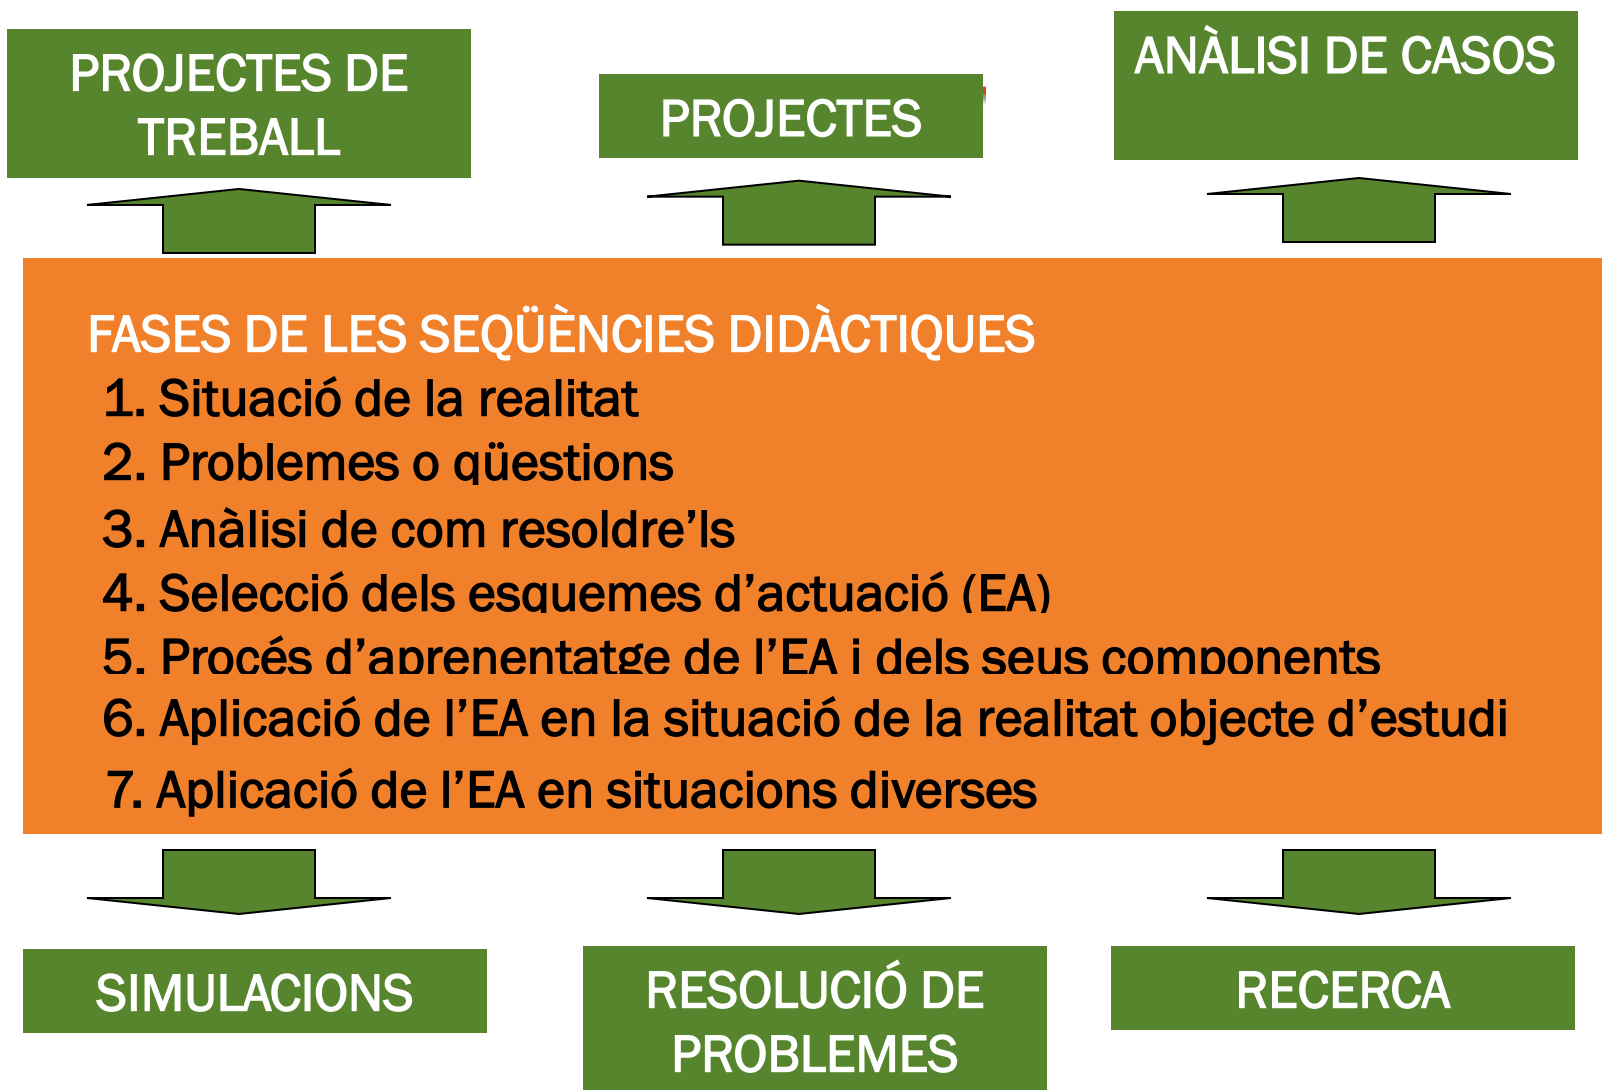 PROJECTES DE
TREBALL
PROJECTES
ANÀLISI DE CASOS
FASES DE LES SEQÜÈNCIES DIDÀCTIQUES
1. Situació de la realitat
2. Problemes o qüestions
3. Anàlisi de com resoldre’ls
4. Selecció dels esquemes d’actuació (EA)
5. Procés d’aprenentatge de l’EA i dels seus components
6. Aplicació de l’EA en la situació de la realitat objecte d’estudi
7. Aplicació de l’EA en situacions diverses
SIMULACIONS
RESOLUCIÓ DE
PROBLEMES
RECERCA